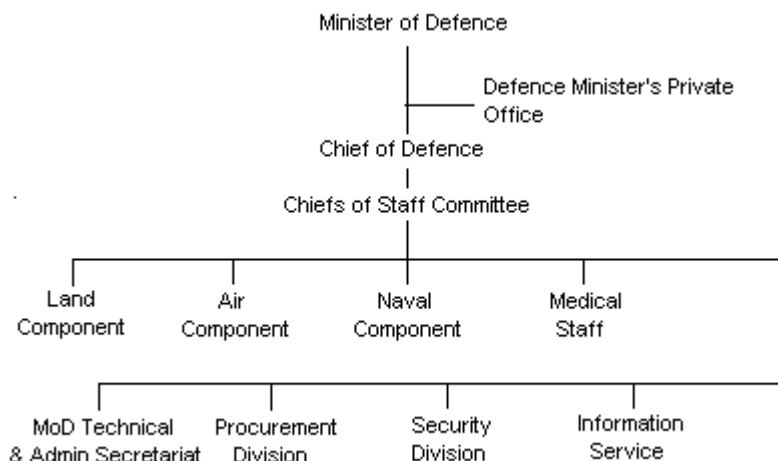 Minister of Defence
Defence Minister's Private
Office
Chief of Defence
Chiefs of Staff Committee
Land
Component
Air
Component
Naval
Component
Medical
Staff
MoD Technical
& Admin Secretariat
Procurement
Division
Security
Division
Information
Service